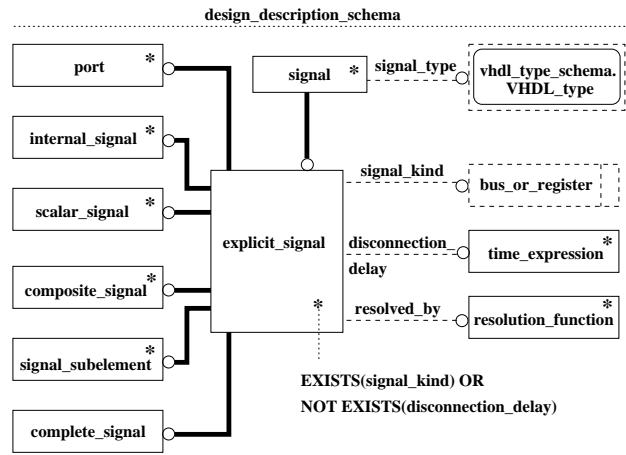 design_description_schema
port *
signal *
signal_type
vhdl_type_schema.
VHDL_type
internal_signal *
signal_kind
bus_or_register
scalar_signal *
explicit_signal
disconnection_
delay
time_expression *
composite_signal *
*
resolved_by
resolution_function *
signal_subelement *
EXISTS(signal_kind) OR
NOT EXISTS(disconnection_delay)
complete_signal